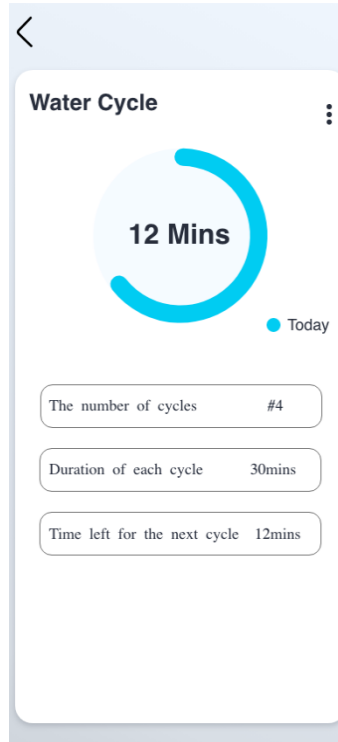 Water Cycle
12 Mins
Today
The number of cycles #4
Duration of each cycle 30mins
Time left for the next cycle 12mins